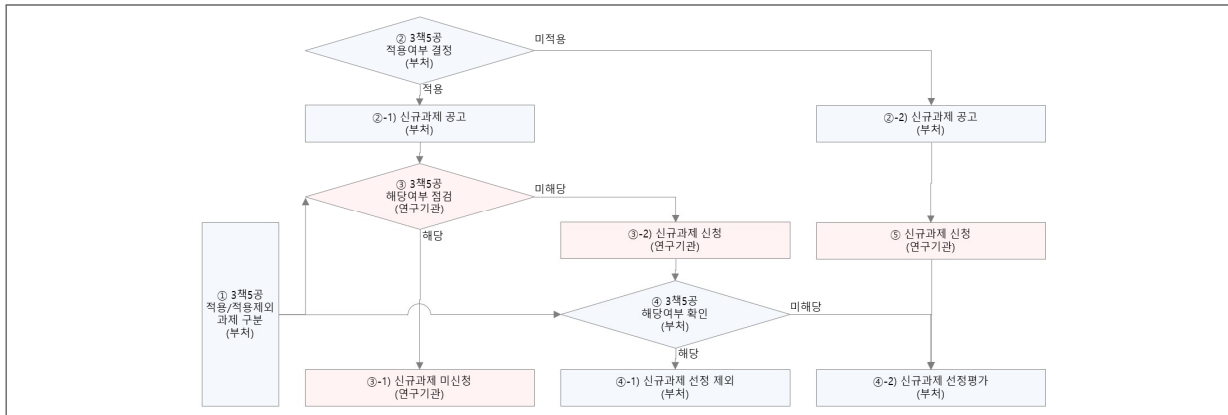 ② 3책5공
적용여부 결정
(부처)
미적용
적용
②-1) 신규과제 공고
(부처)
②-2) 신규과제 공고
(부처)
③ 3책5공
해당여부 점검
(연구기관)
미해당
해당
③-2) 신규과제 신청
(연구기관)
⑤ 신규과제 신청
(연구기관)
① 3책5공
적용/적용제외
과제 구분
(부처)
④ 3책5공
해당여부 확인
(부처)
미해당
해당
③-1) 신규과제 미신청
(연구기관)
④-1) 신규과제 선정 제외
(부처)
④-2) 신규과제 선정평가
(부처)